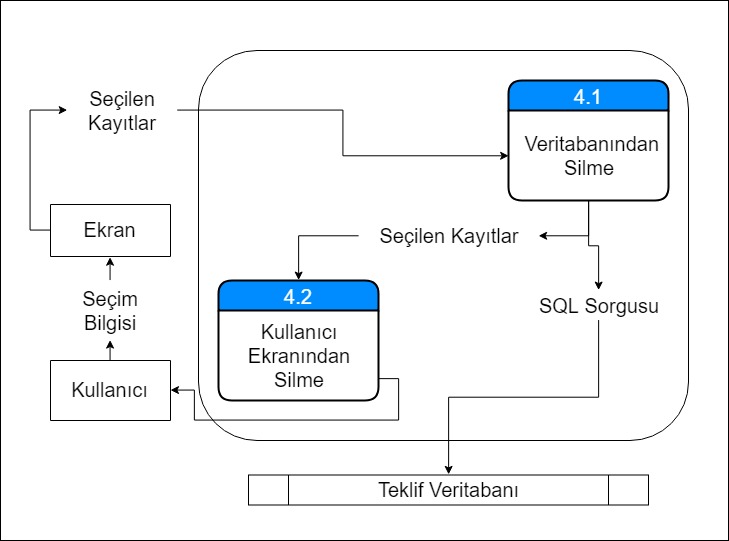 Seçilen
Kayıtlar
4.1
Veritabanından
Silme
Ekran
Seçilen Kayıtlar
4.2
Kullanıcı
Ekranından
Silme
Seçim
Bilgisi
SQL Sorgusu
Kullanıcı
Teklif Veritabanı